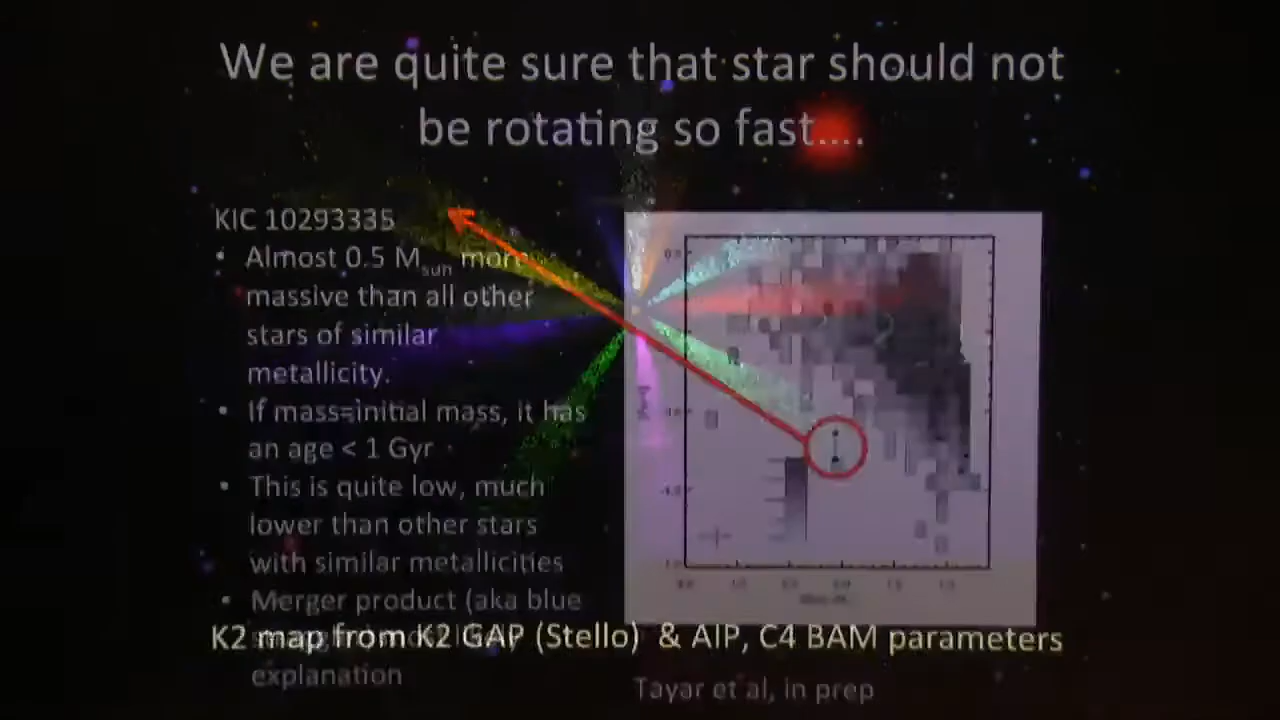 We are quite sure that star should not
be rotating so fast....
KIC 10293335
• Almost 0.5 Msun more
massive than all other
stars of similar
metallicity.
• If mass=initial mass, it has
an age < 1 Gyr
• This is quite low, much
lower than other stars
with similar metallicities
• Merger product (aka blue
K2 map from K2 GAP (Stello) & AIP, C4 BAM parameters
explanation
Tayar et al, in prep